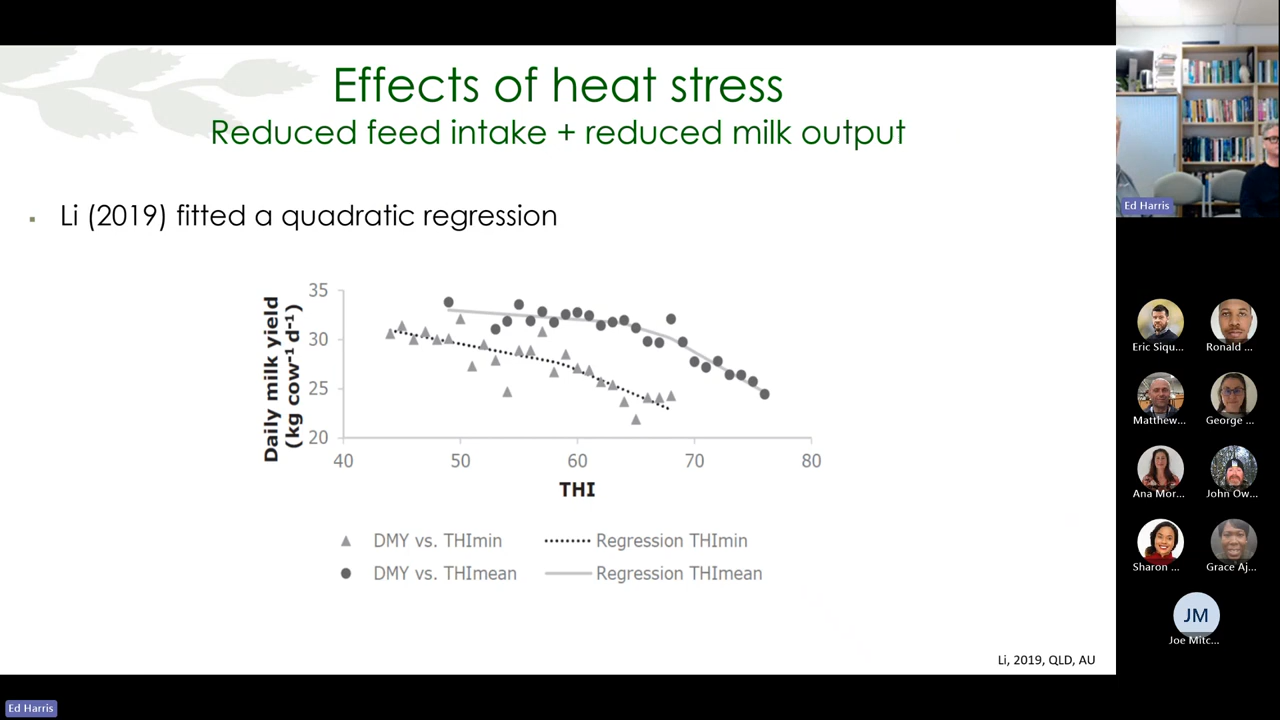 Effects of heat stress
Reduced feed intake + reduced milk output
Li (2019) fitted a quadratic regression
Daily milk yield
(kg cow⁻¹ d⁻¹)
35
30
25
20
40 50 60 70 80
THI
DMY vs. THImin Regression THImin
DMY vs. THImean Regression THImean
Li, 2019, QLD, AU
Ed Harris
Ed Harris
Eric Siqu... Ronald ...
Matthew... George ...
Ana Mor... John Ow...
Sharon ... Grace Aj...
JM
Joe Mitc...